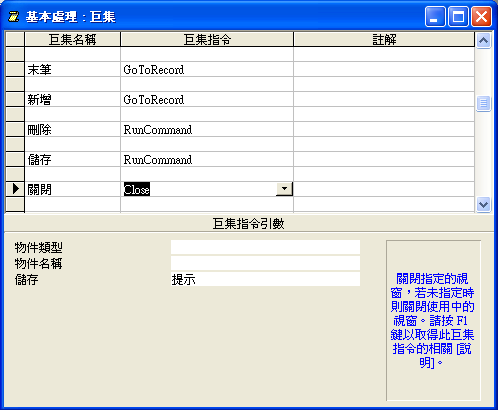 基本處理：巨集
巨集名稱 巨集指令 註解
末筆 GoToRecord
新增 GoToRecord
刪除 RunCommand
儲存 RunCommand
關閉 Close
巨集指令引數
物件類型
物件名稱
儲存 提示
關閉指定的視
窗，若未指定時
則關閉使用中的
視窗。請按 F1
鍵以取得此巨集
指令的相關 [說
明]。